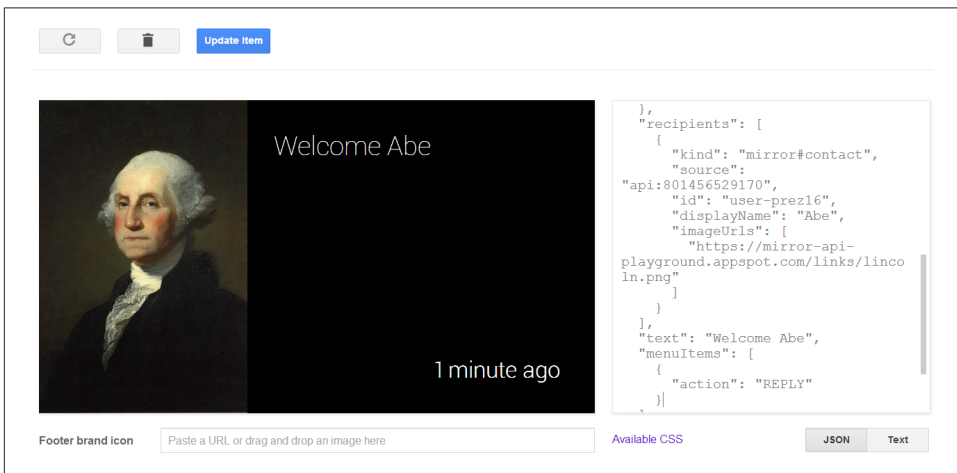 Update Item
Welcome Abe
1 minute ago
},
"recipients": [
{
"kind": "mirror#contact",
"source":
"api:801456529170",
"id": "user-prez16",
"displayName": "Abe",
"imageUrls": [
"https://mirror-api-
playground.appspot.com/links/linco
ln.png"
]
}
],
"text": "Welcome Abe",
"menuItems": [
{
"action": "REPLY"
}
Footer brand icon
Paste a URL or drag and drop an image here
Available CSS
JSON
Text